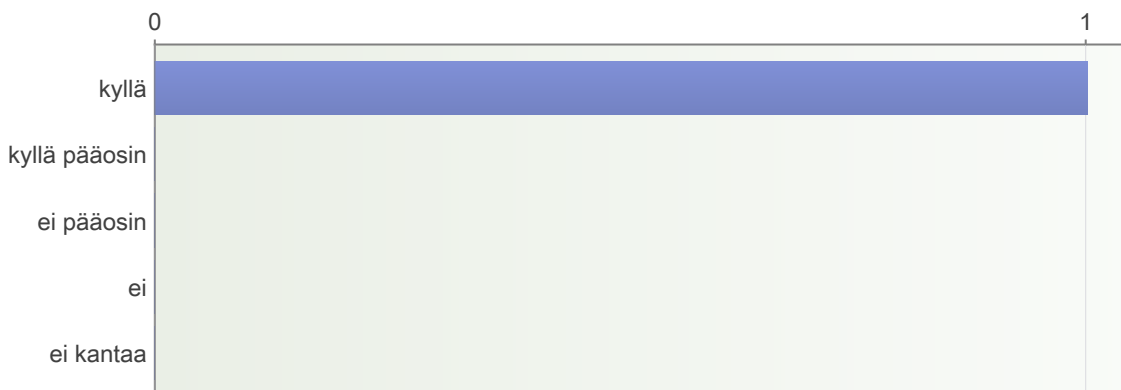 0 1
kyllä
kyllä pääosin
ei pääosin
ei
ei kantaa